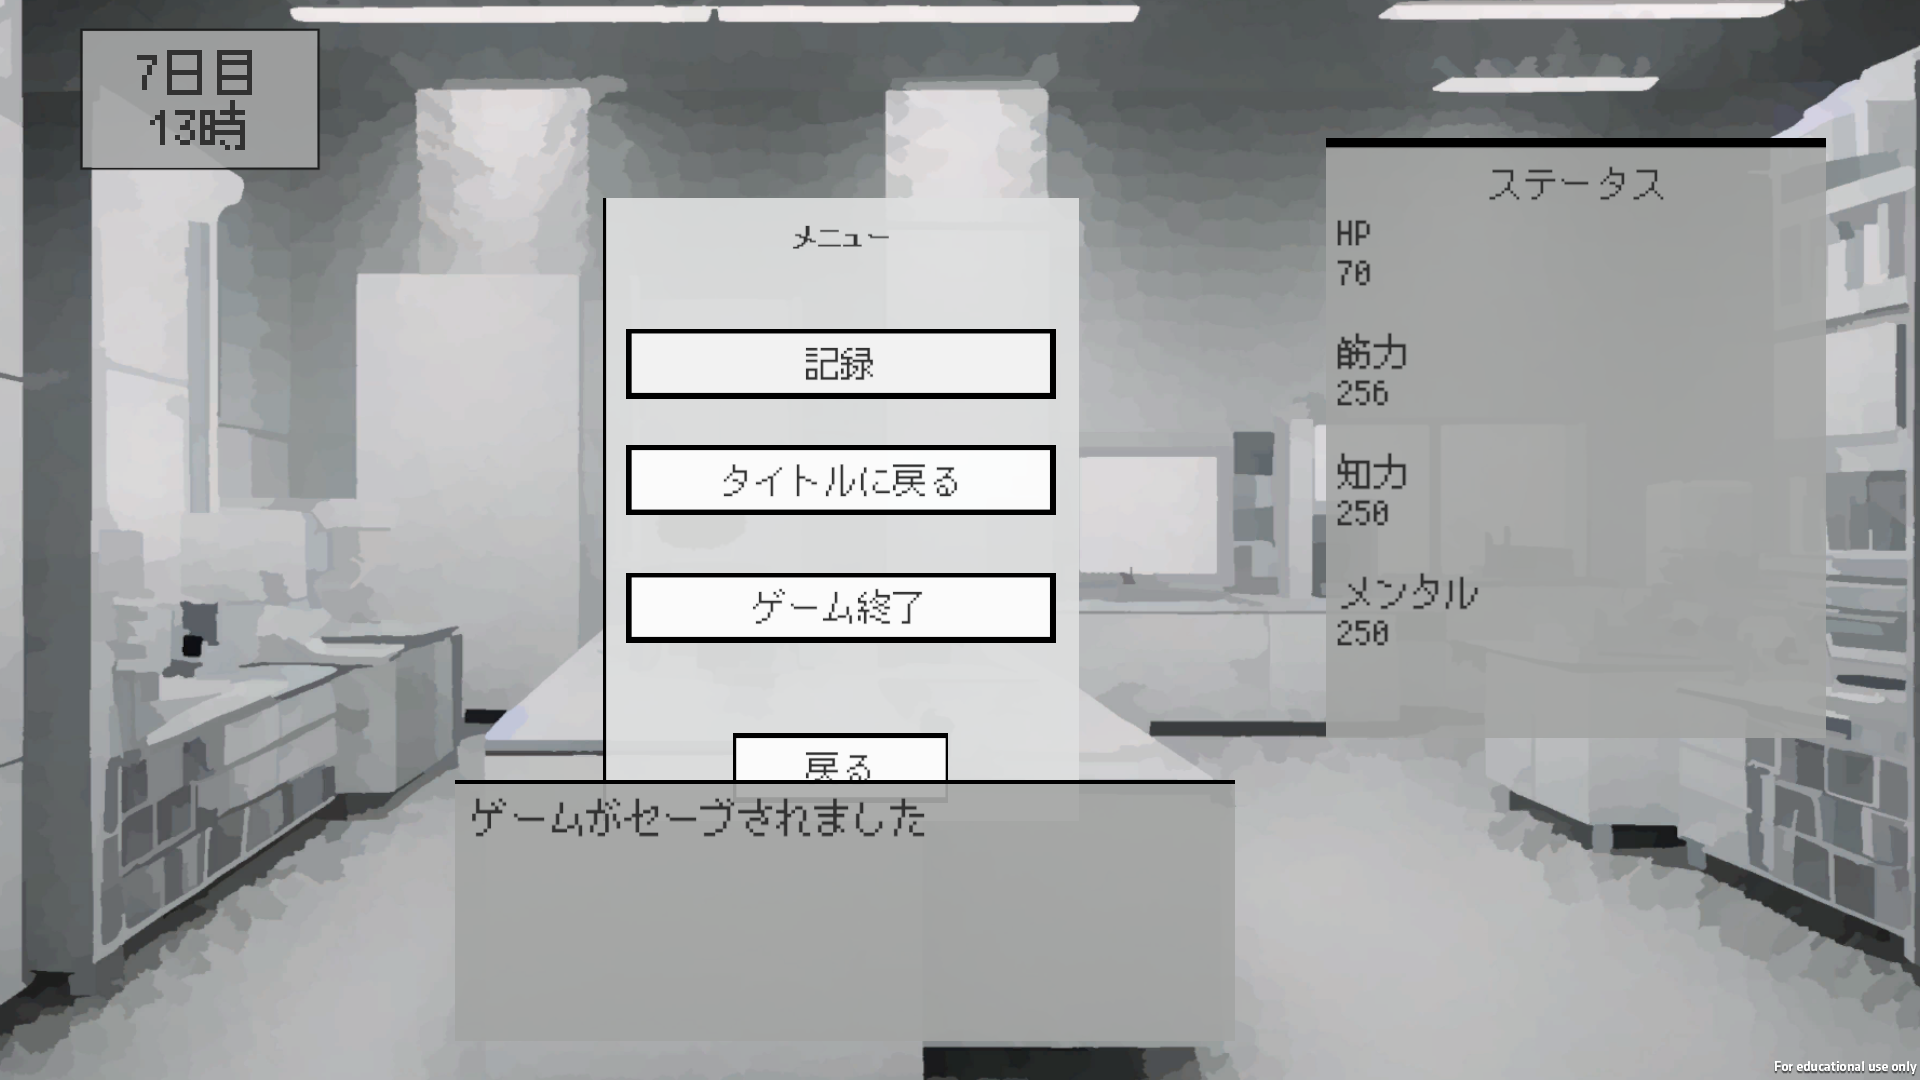 7日目
13時
メニュー
記録
タイトルに戻る
ゲーム終了
戻る
ゲームがセーブされました
ステータス
HP
70
筋力
256
知力
250
メンタル
250
For educational use only